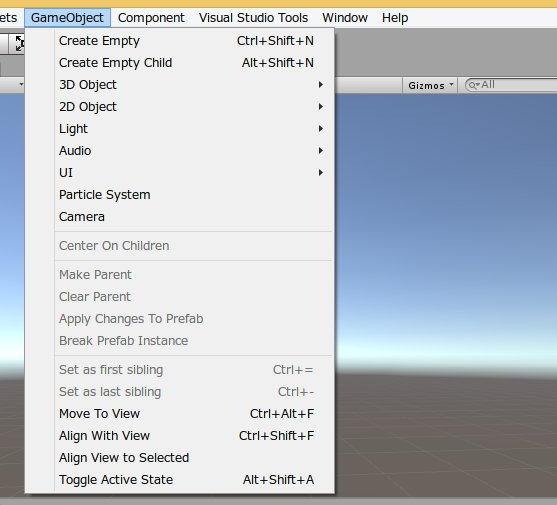 ets GameObject Component Visual Studio Tools Window Help
Gizmos All
Create Empty Ctrl+Shift+N
Create Empty Child Alt+Shift+N
3D Object
2D Object
Light
Audio
UI
Particle System
Camera
Center On Children
Make Parent
Clear Parent
Apply Changes To Prefab
Break Prefab Instance
Set as first sibling Ctrl+=
Set as last sibling Ctrl+-
Move To View Ctrl+Alt+F
Align With View Ctrl+Shift+F
Align View to Selected
Toggle Active State Alt+Shift+A